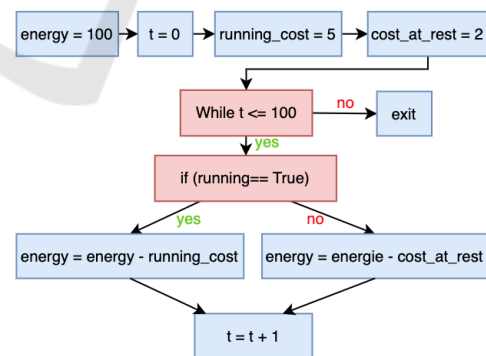 energy = 100
t = 0
running_cost = 5
cost_at_rest = 2
While t <= 100
no
exit
yes
if (running== True)
yes
no
energy = energy - running_cost
energy = energie - cost_at_rest
t = t + 1